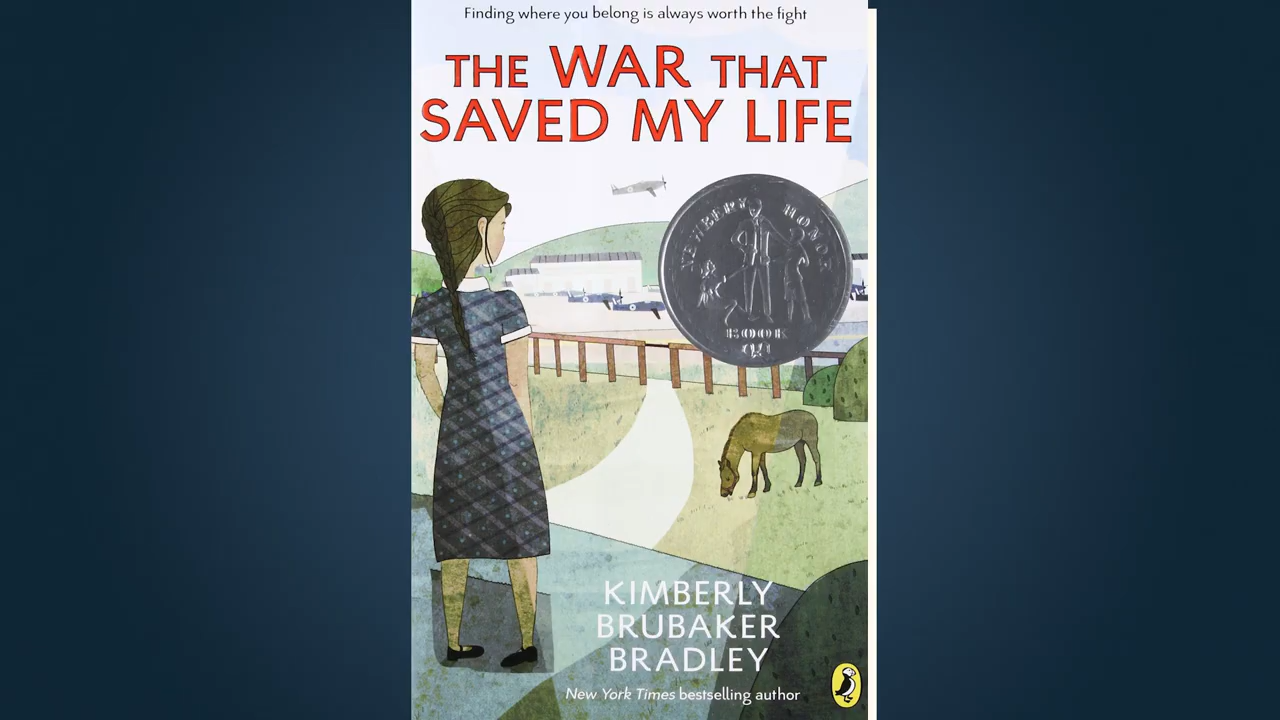 Finding where you belong is always worth the fight
THE WAR THAT
SAVED MY LIFE
NEWBERY HONOR
BOOK
KIMBERLY
BRUBAKER
BRADLEY
New York Times bestselling author